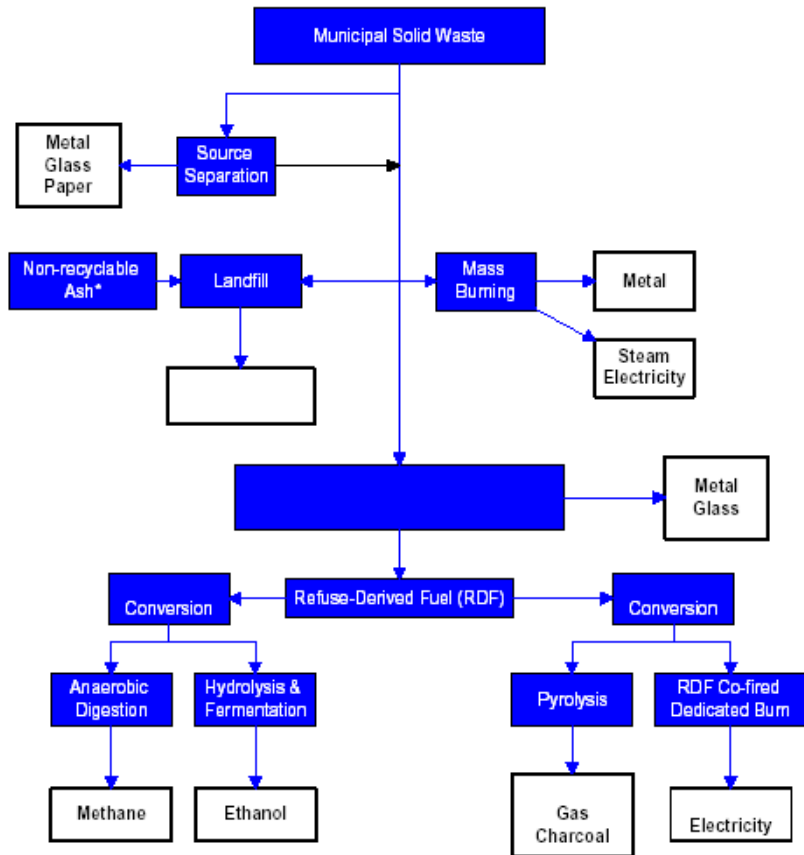 Municipal Solid Waste
Metal
Glass
Paper
Source
Separation
Non-recyclable
Ash*
Landfill
Mass
Burning
Metal
Steam
Electricity
Metal
Glass
Conversion
Refuse-Derived Fuel (RDF)
Conversion
Anaerobic
Digestion
Hydrolysis &
Fermentation
Pyrolysis
RDF Co-fired
Dedicated Burn
Methane
Ethanol
Gas
Charcoal
Electricity